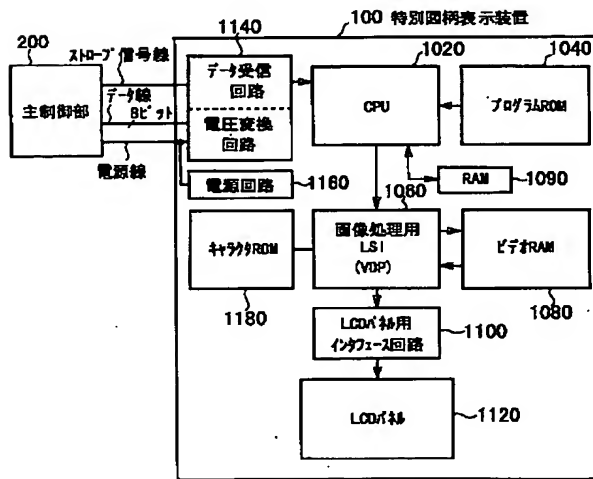 100 特別図柄表示装置
200
ストローブ信号線
1140
1020
1040
主制御部
データ線
8ビット
電源線
データ受信
回路
電圧変換
回路
CPU
プログラムROM
電源回路
1160
RAM
1090
1060
キャラクタROM
画像処理用
LSI
(VDP)
ビデオRAM
1180
1080
LCDパネル用
インタフェース回路
1100
LCDパネル
1120